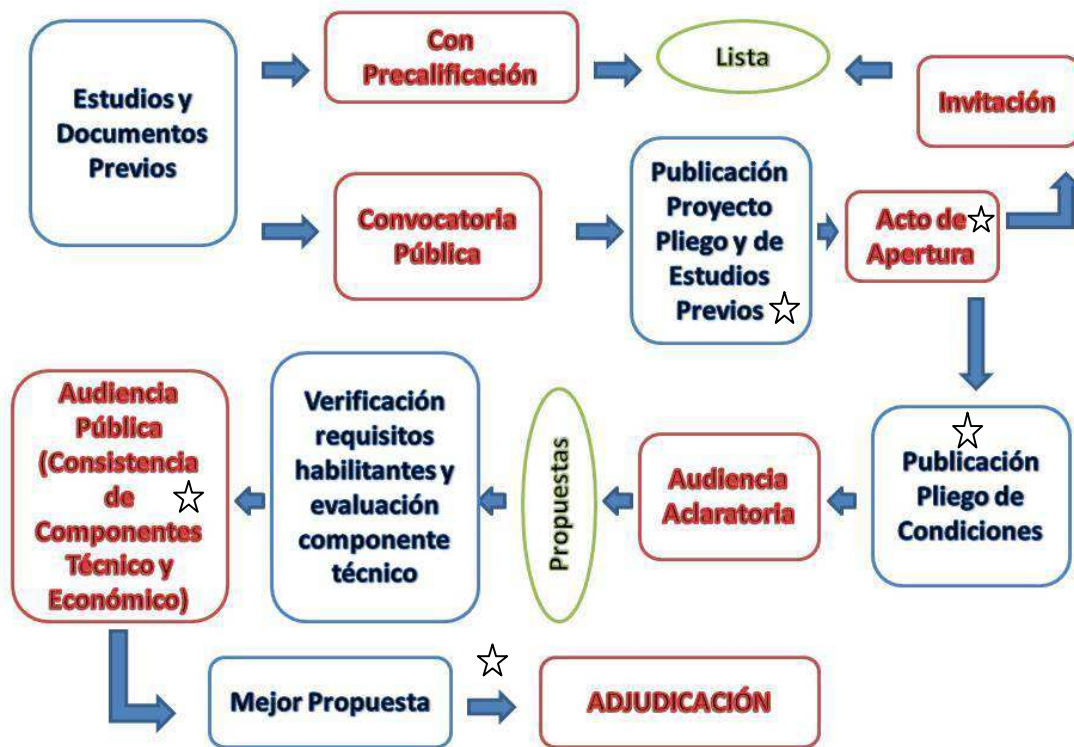 Estudios y
Documentos
Previos
Con
Precalificación
Lista
Invitación
Convocatoria
Pública
Publicación
Proyecto
Pliego y de
Estudios
Previos
Acto de
Apertura
Publicación
Pliego de
Condiciones
Audiencia
Aclaratoria
Propuestas
Verificación
requisitos
habilitantes y
evaluación
componente
técnico
Audiencia
Pública
(Consistencia
de
Componentes
Técnico y
Económico)
Mejor Propuesta
ADJUDICACIÓN